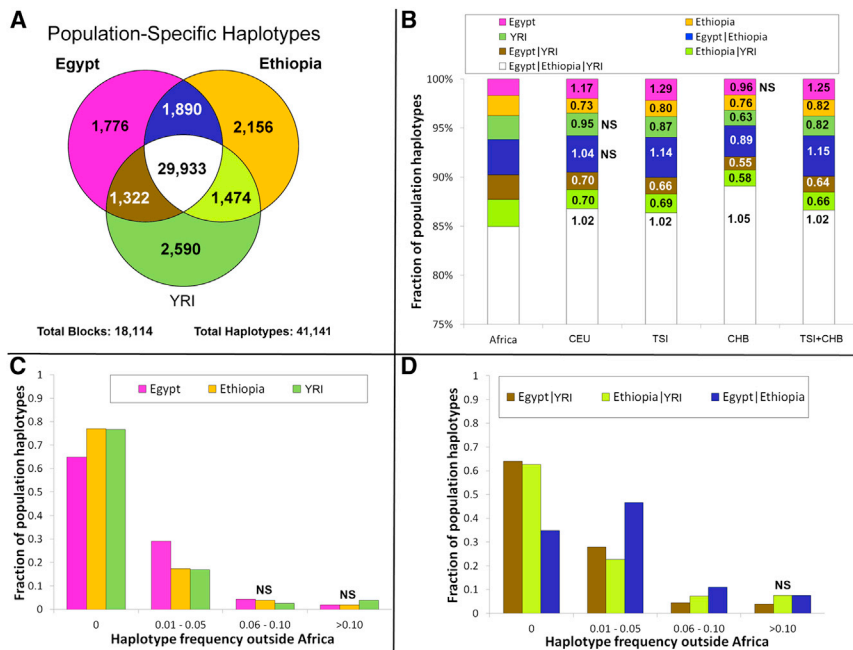 A
Population-Specific Haplotypes
Egypt
Ethiopia
1,890
1,776
2,156
29,933
1,322
1,474
2,590
YRI
Total Blocks: 18,114
Total Haplotypes: 41,141
B
Egypt
Ethiopia
YRI
Egypt|Ethiopia
Egypt|YRI
Ethiopia|YRI
Egypt|Ethiopia|YRI
Fraction of population haplotypes
100%
95%
90%
85%
80%
75%
1.17
0.73
0.95 NS
1.04 NS
0.70
0.70
1.02
1.29
0.80
0.87
1.14
0.66
0.69
1.02
0.96 NS
0.76
0.63
0.89
0.55
0.58
1.05
1.25
0.82
0.82
1.15
0.64
0.66
1.02
Africa
CEU
TSI
CHB
TSI+CHB
C
Egypt
Ethiopia
YRI
Fraction of population haplotypes
1
0.9
0.8
0.7
0.6
0.5
0.4
0.3
0.2
0.1
0
NS
NS
0
0.01 - 0.05
0.06 - 0.10
>0.10
Haplotype frequency outside Africa
D
Egypt|YRI
Ethiopia|YRI
Egypt|Ethiopia
Fraction of population haplotypes
1
0.9
0.8
0.7
0.6
0.5
0.4
0.3
0.2
0.1
0
NS
0
0.01 - 0.05
0.06 - 0.10
>0.10
Haplotype frequency outside Africa